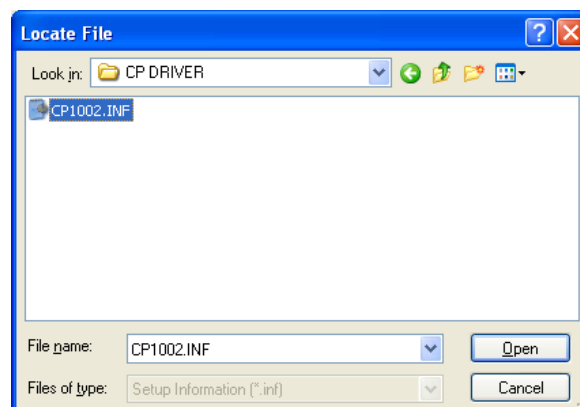 Locate File
Look in: CP DRIVER
CP1002.INF
File name: CP1002.INF Open
Files of type: Setup Information (*.inf) Cancel